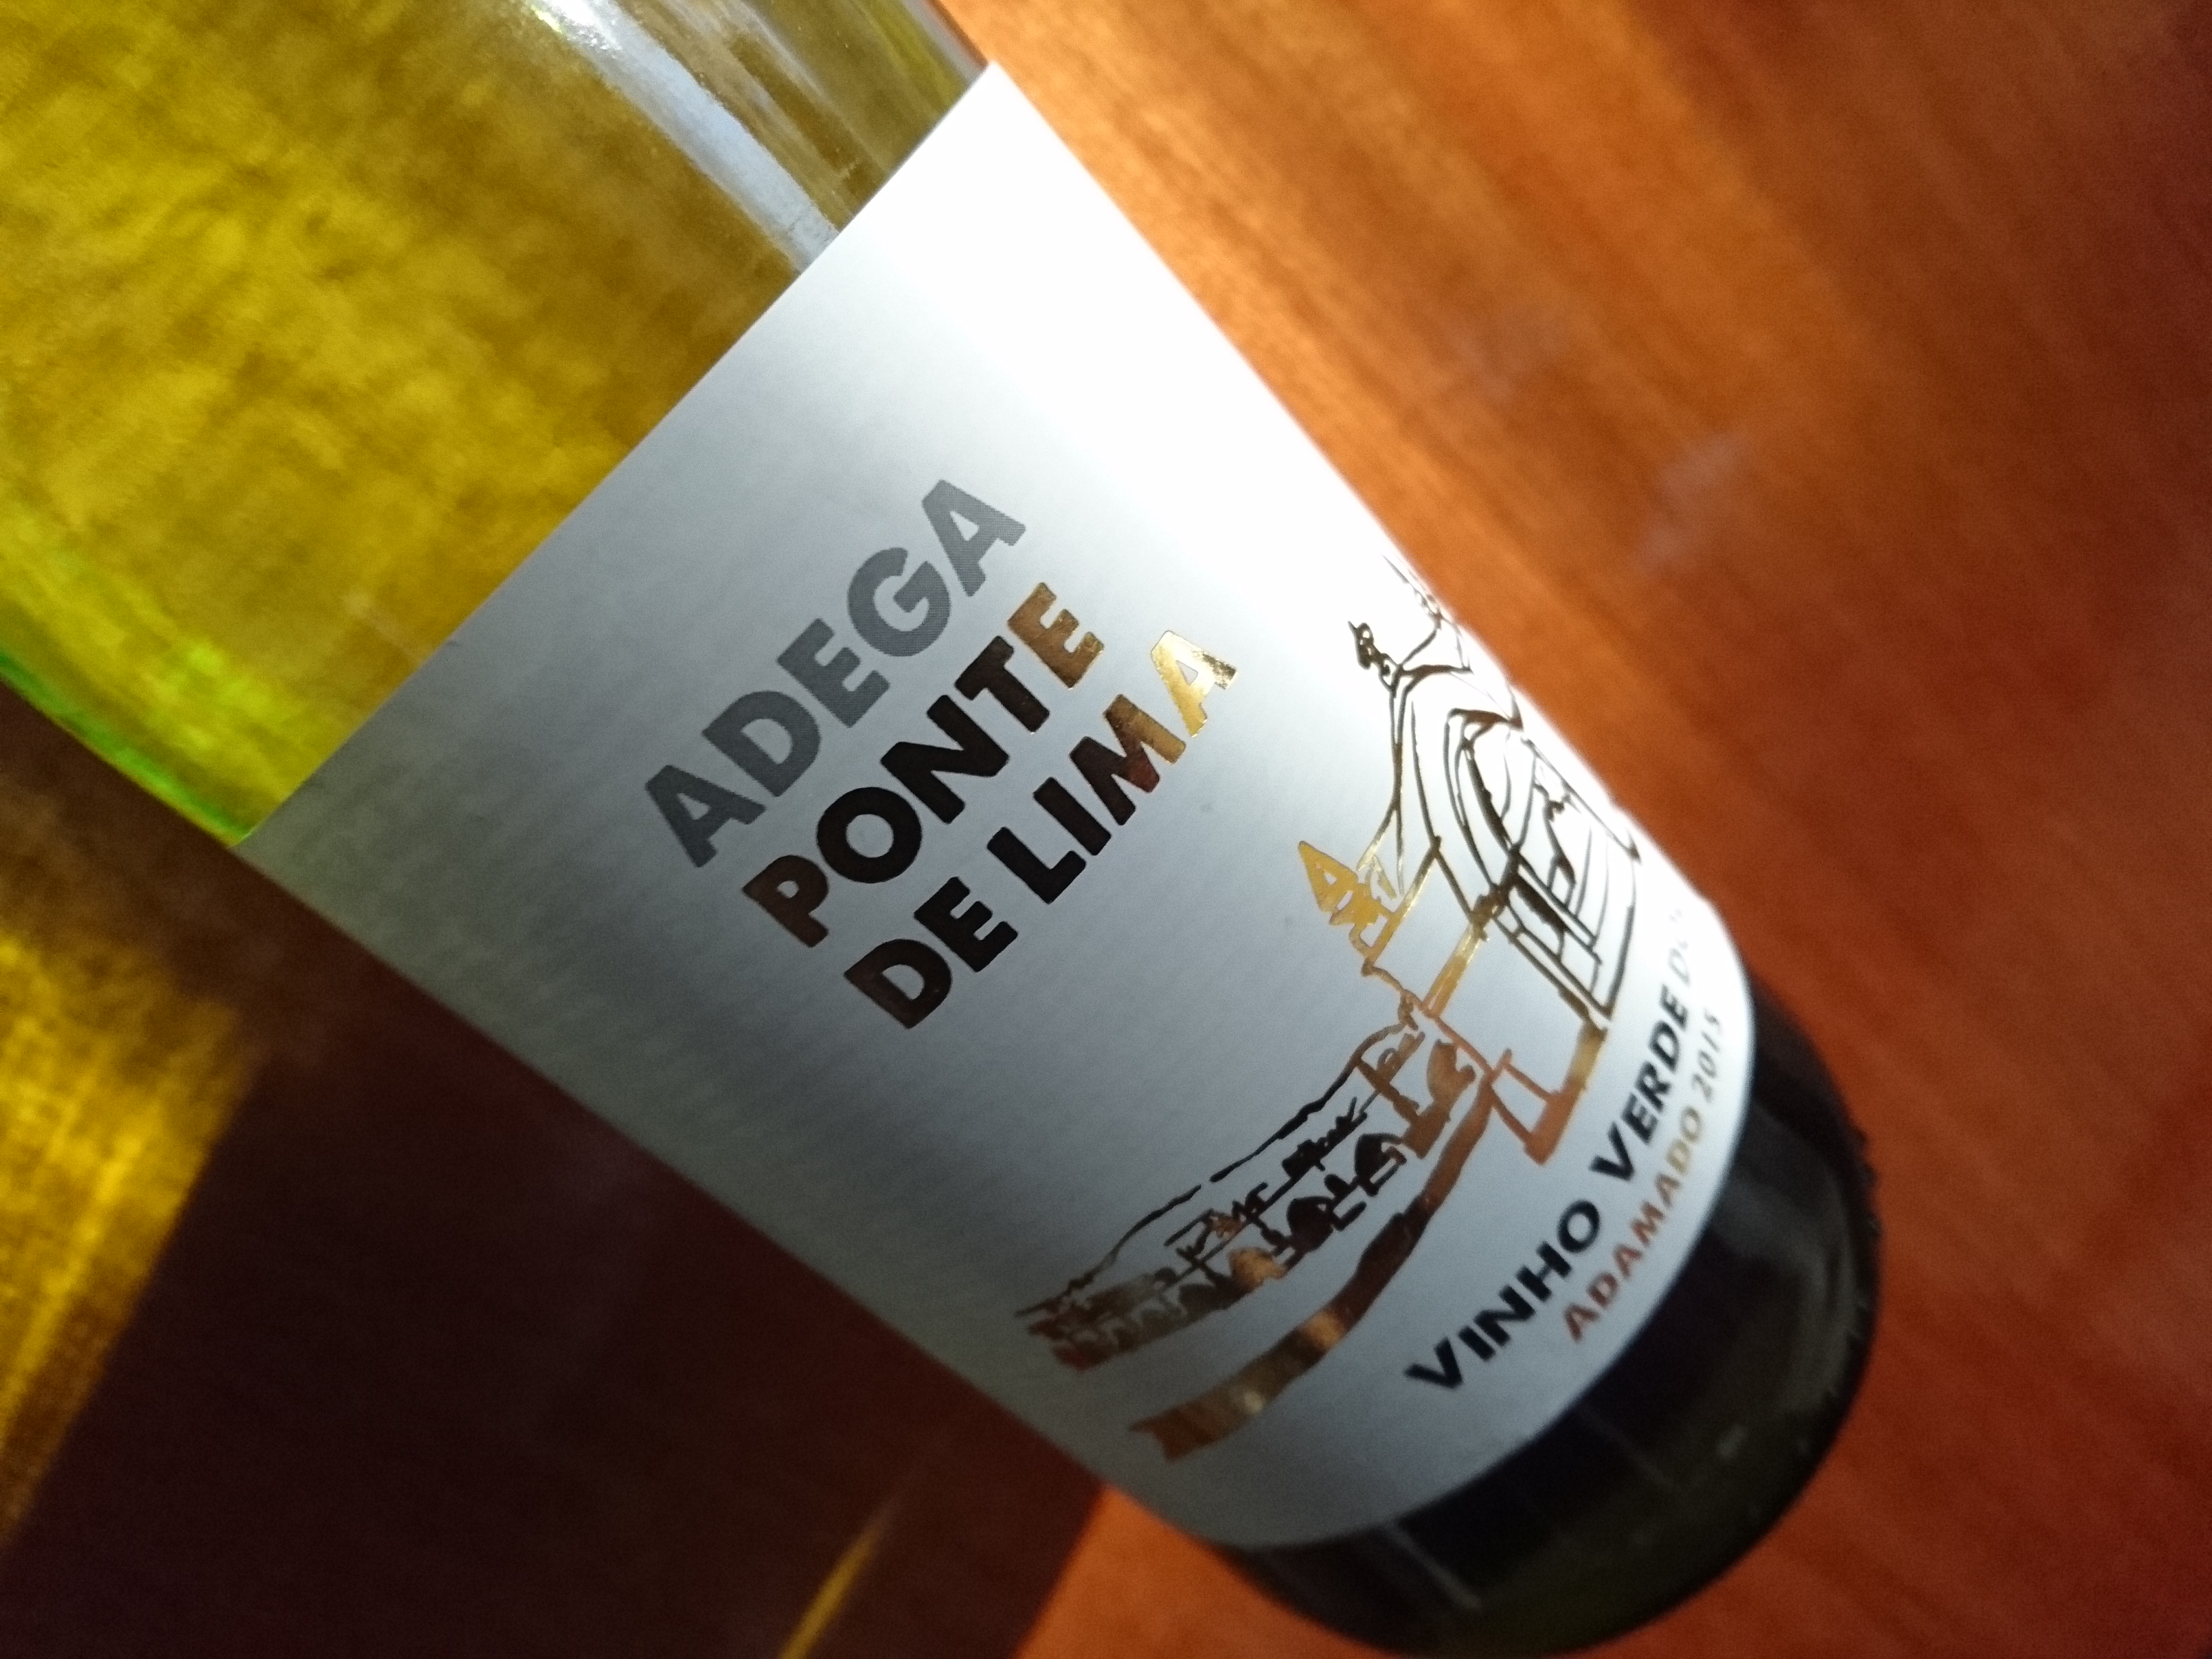 ADEGA
PONTE
DE LIMA
VINHO VERDE
ADAMADO 2015